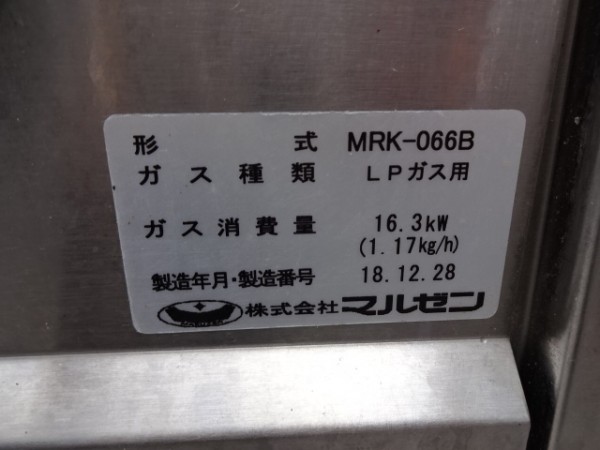 形 式 MRK-066B
ガス種類 LPガス用
ガス消費量 16.3kW
(1.17kg/h)
製造年月・製造番号 18.12.28
株式会社マルゼン